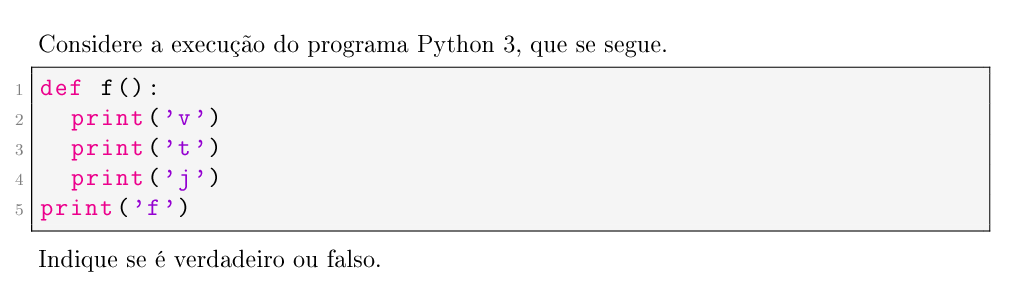 Considere a execução do programa Python 3, que se segue.
1 def f():
2   print('v')
3   print('t')
4   print('j')
5 print('f')
Indique se é verdadeiro ou falso.